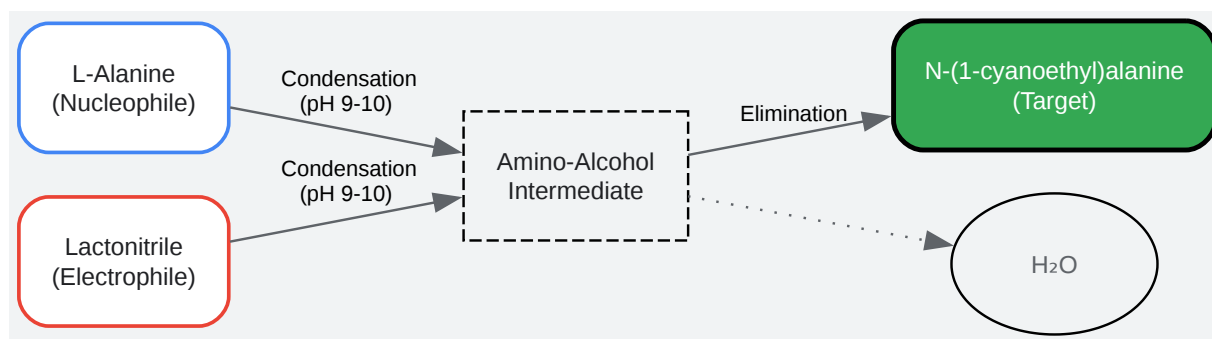 L-Alanine
(Nucleophile)
Condensation
(pH 9-10)
Lactonitrile
(Electrophile)
Condensation
(pH 9-10)
Amino-Alcohol
Intermediate
Elimination
N-(1-cyanoethyl)alanine
(Target)
H₂O